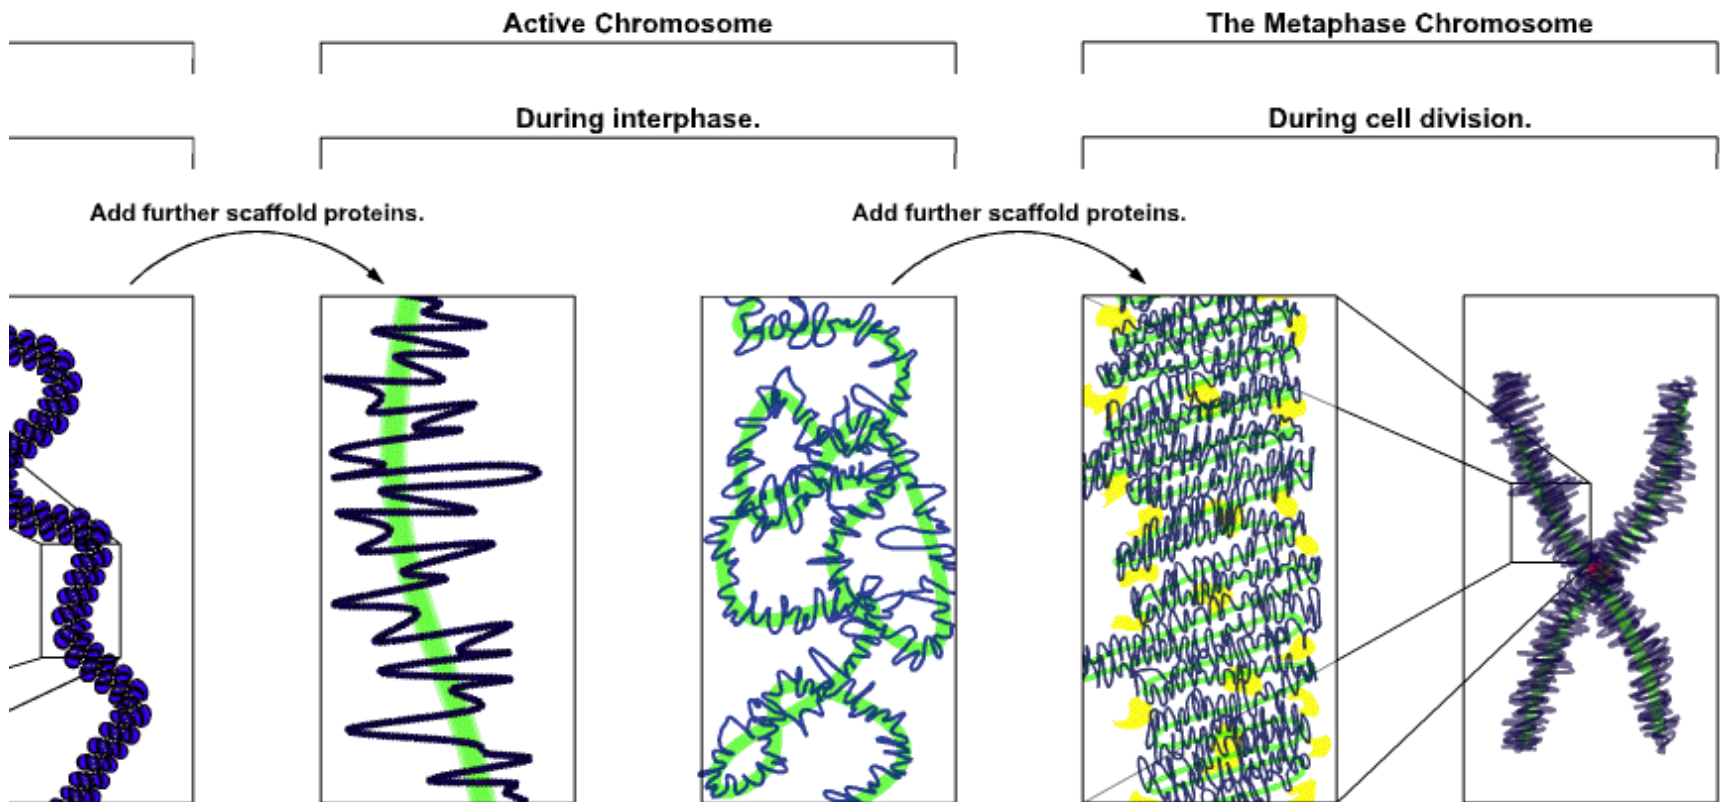 Active Chromosome
The Metaphase Chromosome
During interphase.
During cell division.
Add further scaffold proteins.
Add further scaffold proteins.